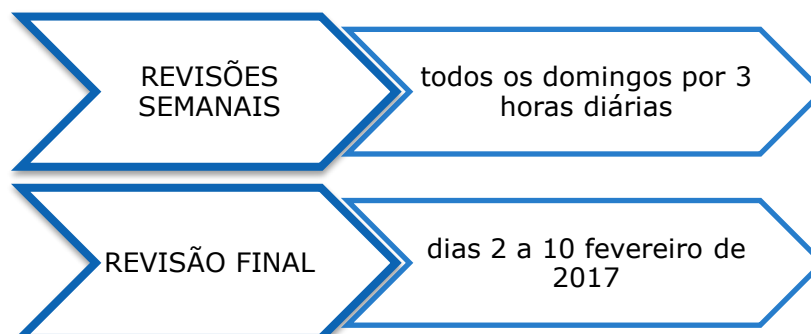 REVISÕES
SEMANAIS
todos os domingos por 3
horas diárias
REVISÃO FINAL
dias 2 a 10 fevereiro de
2017